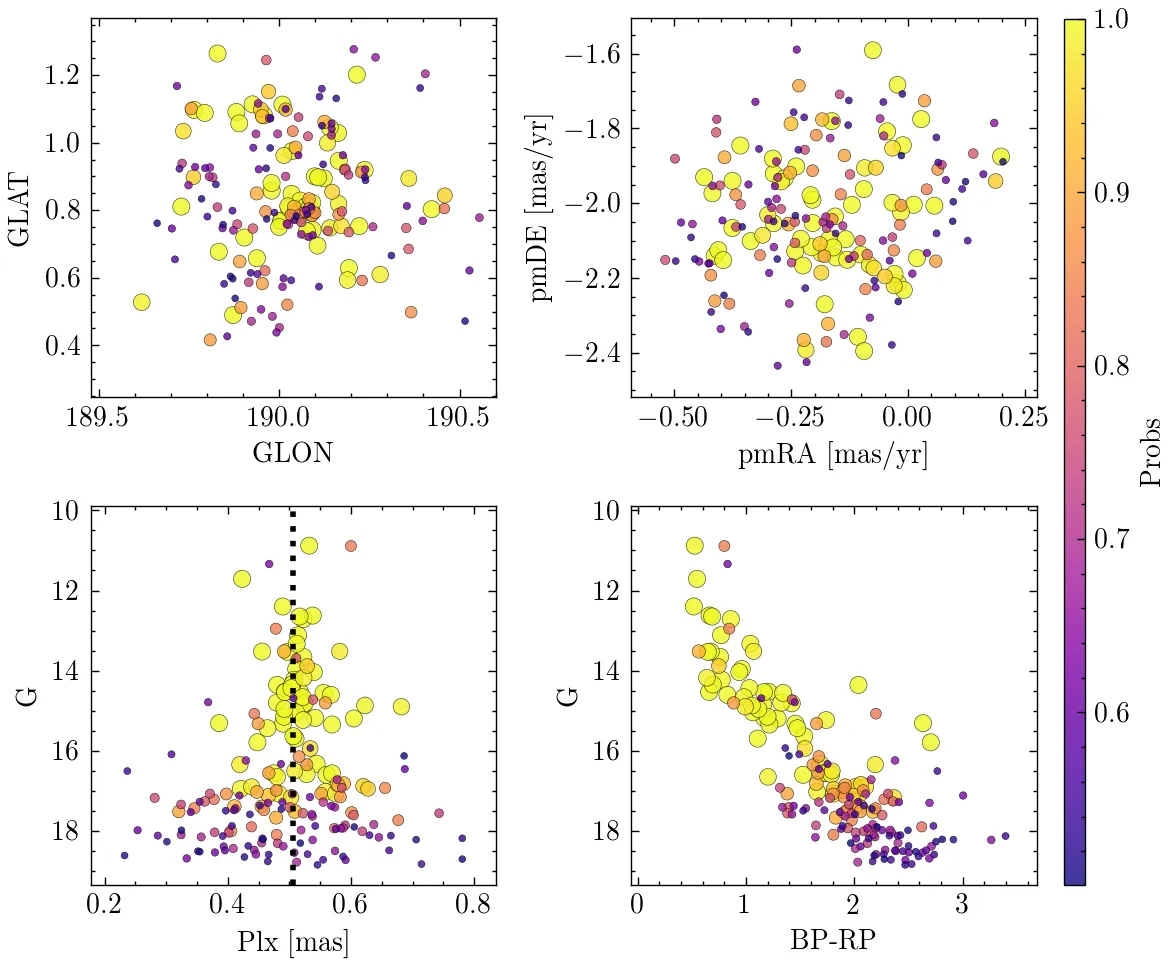 1.2
1.0
0.8
0.6
0.4
GLAT
189.5 190.0 190.5
GLON
−1.6
−1.8
−2.0
−2.2
−2.4
pmDE [mas/yr]
−0.50 −0.25 0.00 0.25
pmRA [mas/yr]
1.0
0.9
0.8
0.7
0.6
Probs
10
12
14
16
18
G
0.2 0.4 0.6 0.8
Plx [mas]
10
12
14
16
18
G
0 1 2 3
BP-RP